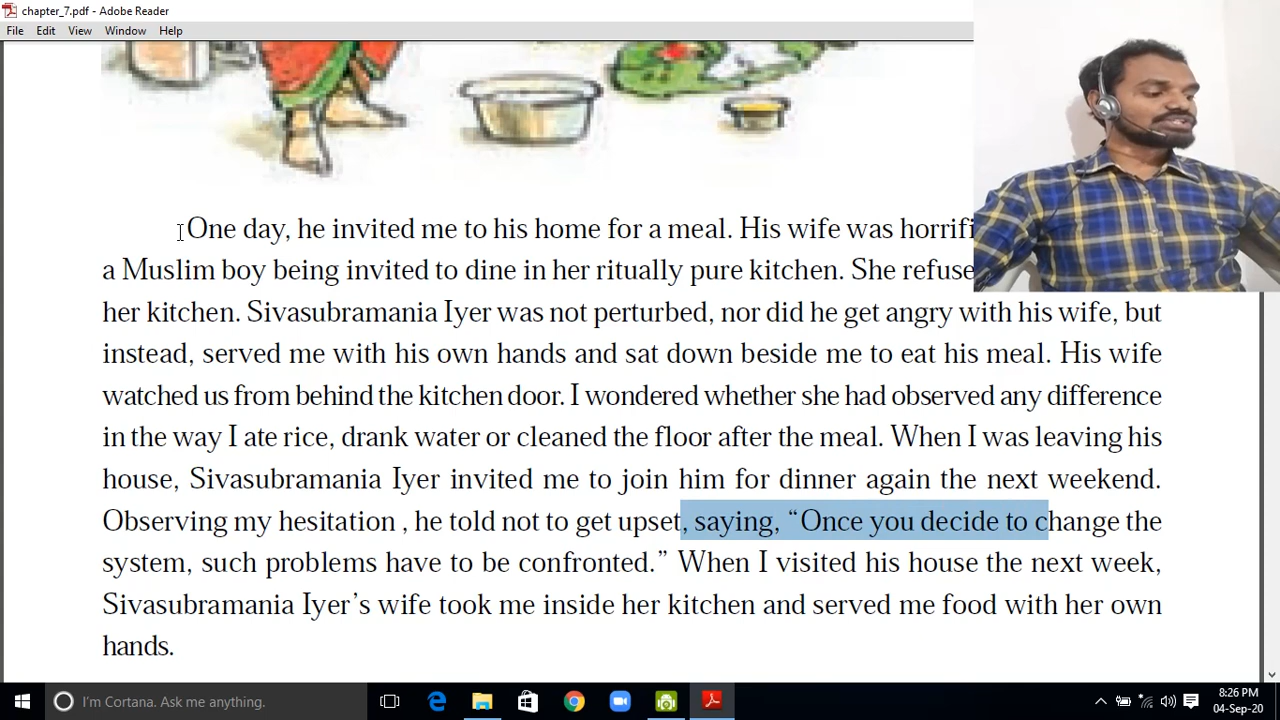 chapter_7.pdf - Adobe Reader
File Edit View Window Help
One day, he invited me to his home for a meal. His wife was
a Muslim boy being invited to dine in her ritually pure kitchen. She
her kitchen. Sivasubramania Iyer was not perturbed, nor did he get angry with his wife, but
instead, served me with his own hands and sat down beside me to eat his meal. His wife
watched us from behind the kitchen door. I wondered whether she had observed any difference
in the way I ate rice, drank water or cleaned the floor after the meal. When I was leaving his
house, Sivasubramania Iyer invited me to join him for dinner again the next weekend.
Observing my hesitation , he told not to get upset, saying, “Once you decide to change the
system, such problems have to be confronted.” When I visited his house the next week,
Sivasubramania Iyer’s wife took me inside her kitchen and served me food with her own
hands.
I'm Cortana. Ask me anything.
8:26 PM
04-Sep-20